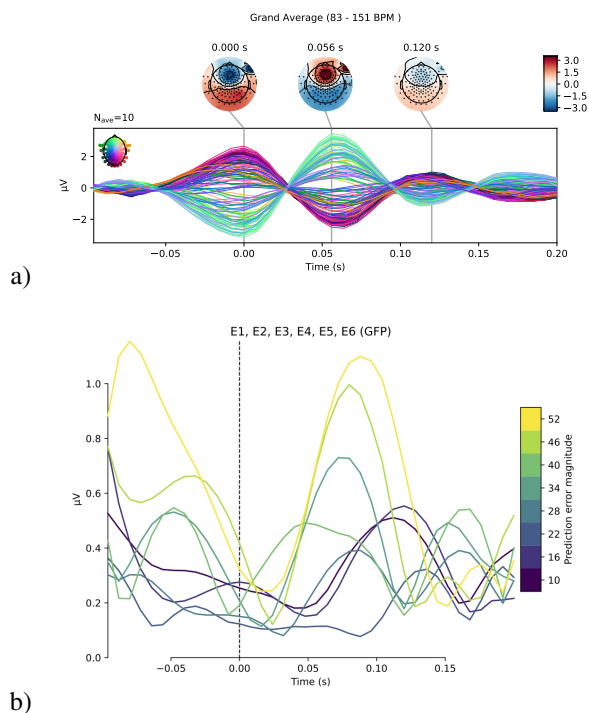 Grand Average (83 - 151 BPM )
0.000 s 0.056 s 0.120 s
3.0
1.5
0.0
−1.5
−3.0
Nave=10
2
0
−2
µV
−0.05 0.00 0.05 0.10 0.15 0.20
Time (s)
a)
E1, E2, E3, E4, E5, E6 (GFP)
1.0
0.8
0.6
0.4
0.2
0.0
µV
−0.05 0.00 0.05 0.10 0.15
Time (s)
52
46
40
34
28
22
16
10
Prediction error magnitude
b)